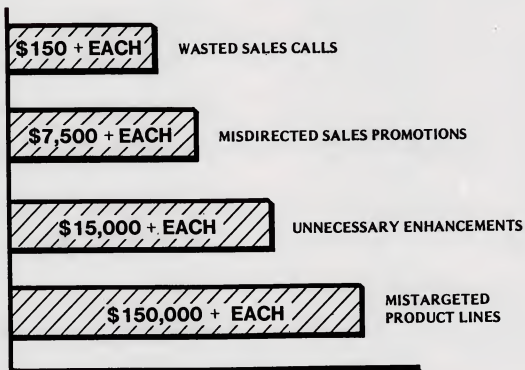 $150 + EACH WASTED SALES CALLS
$7,500 + EACH MISDIRECTED SALES PROMOTIONS
$15,000 + EACH UNNECESSARY ENHANCEMENTS
$150,000 + EACH MISTARGETED
PRODUCT LINES